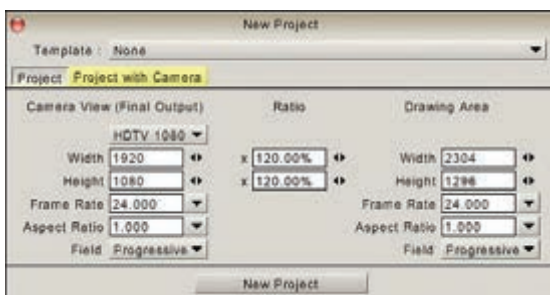 New Project
Template : None
Project Project with Camera
Camera View (Final Output) Ratio Drawing Area
HDTV 1080
Width 1920 x 120.00% Width 2304
Height 1080 x 120.00% Height 1296
Frame Rate 24.000 Frame Rate 24.000
Aspect Ratio 1.000 Aspect Ratio 1.000
Field Progressive Field Progressive
New Project